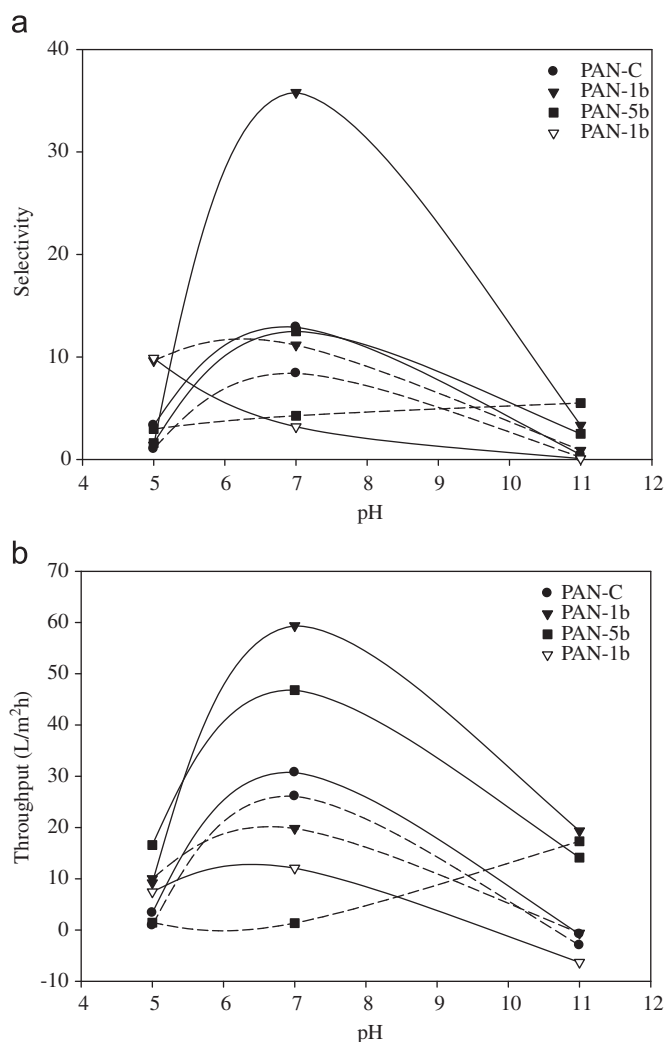 a
40
30
20
10
0
Selectivity
PAN-C
PAN-1b
PAN-5b
PAN-1b
4 5 6 7 8 9 10 11 12
pH
b
70
60
50
40
30
20
10
0
-10
Throughput (L/m²h)
PAN-C
PAN-1b
PAN-5b
PAN-1b
4 5 6 7 8 9 10 11 12
pH